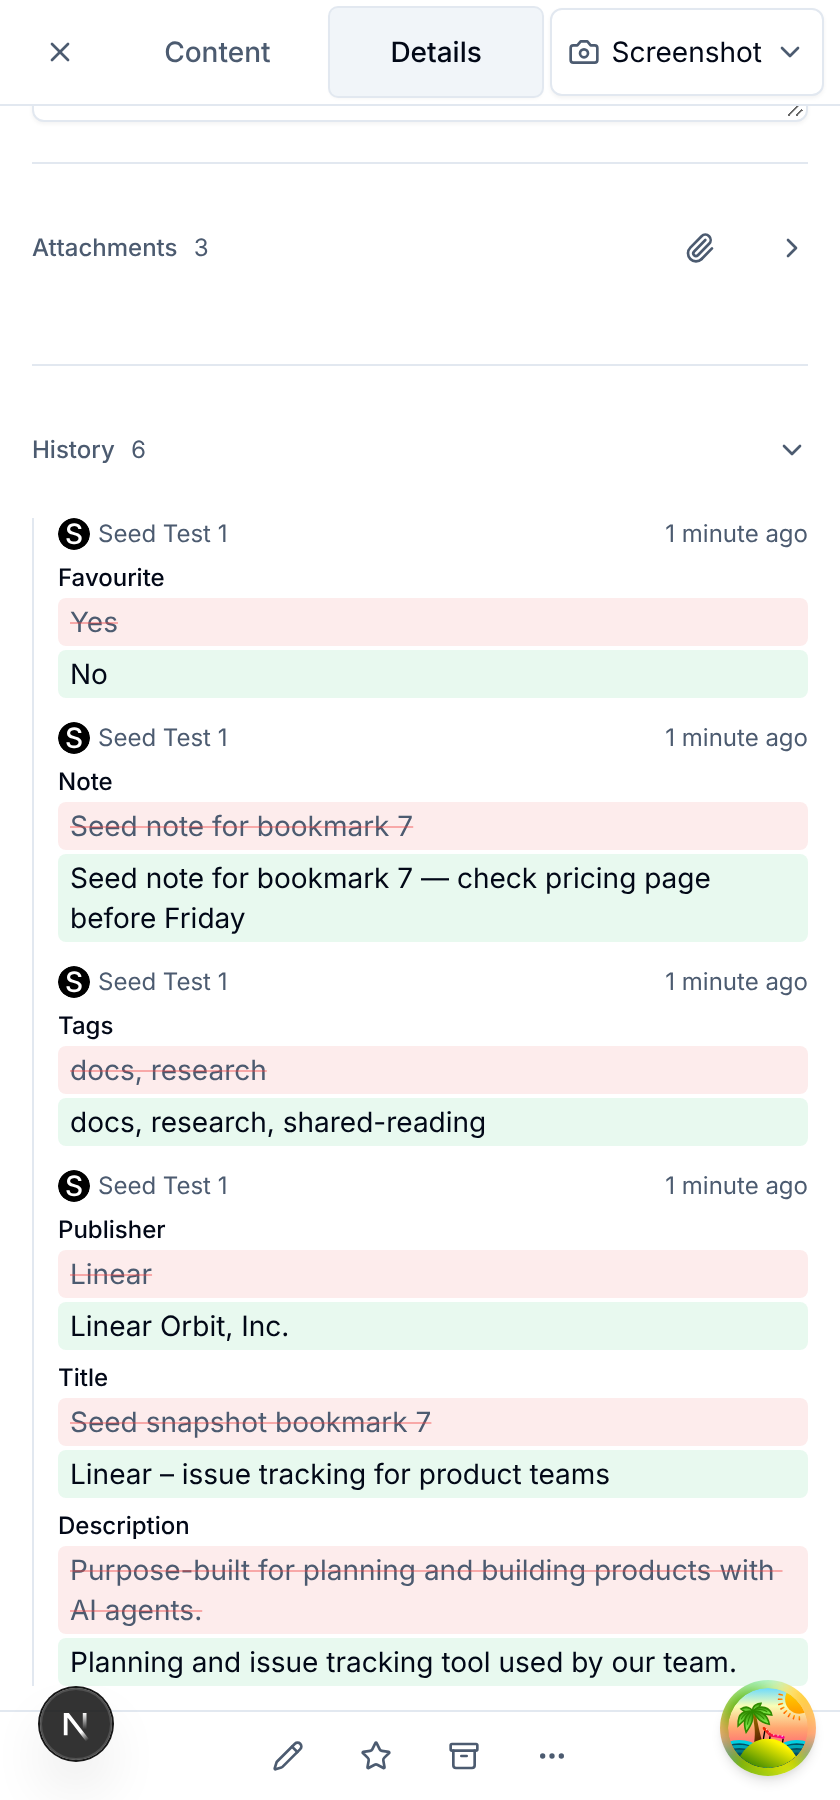 Content
Details
Screenshot
Attachments 3
History 6
S Seed Test 1 1 minute ago
Favourite
Yes
No
S Seed Test 1 1 minute ago
Note
Seed note for bookmark 7
Seed note for bookmark 7 — check pricing page
before Friday
S Seed Test 1 1 minute ago
Tags
docs, research
docs, research, shared-reading
S Seed Test 1 1 minute ago
Publisher
Linear
Linear Orbit, Inc.
Title
Seed snapshot bookmark 7
Linear – issue tracking for product teams
Description
Purpose-built for planning and building products with
AI agents.
Planning and issue tracking tool used by our team.
N